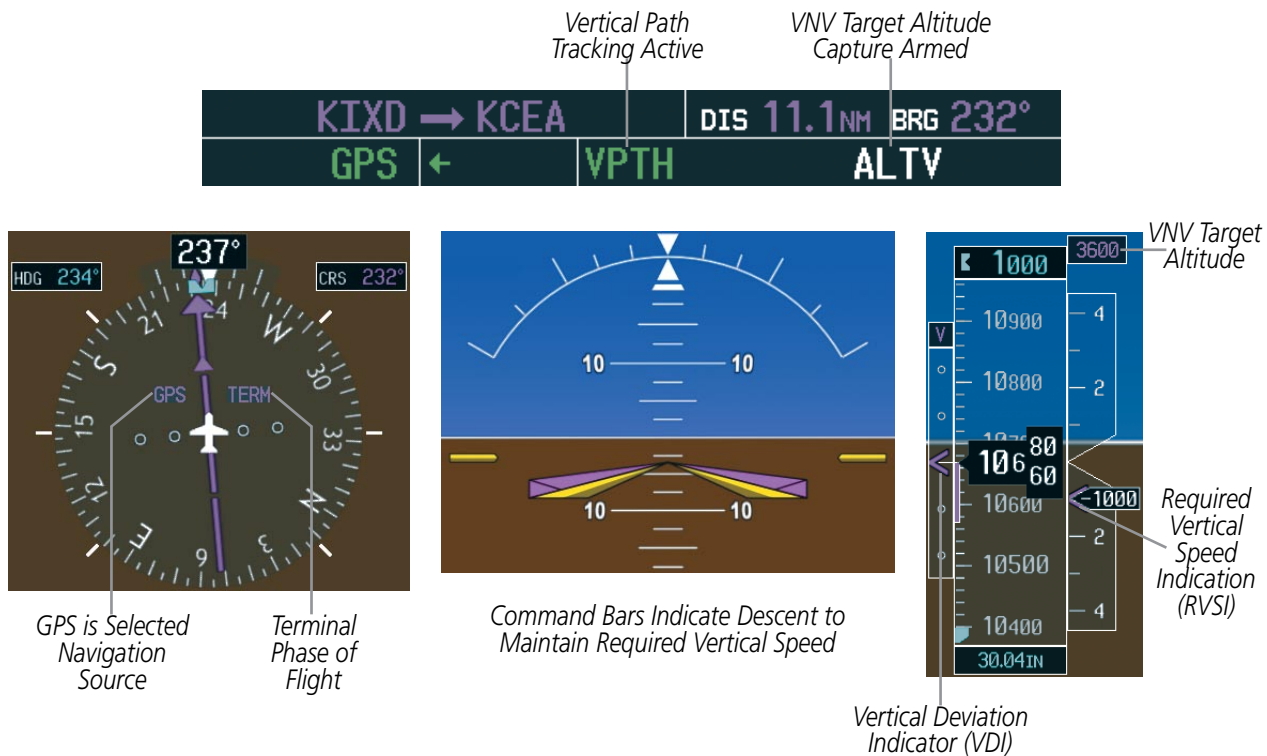 Vertical Path
Tracking Active
VNV Target Altitude
Capture Armed
KIXD → KCEA
DIS 11.1NM BRG 232°
GPS ← VPTH ALTV
237°
HDG 234°
CRS 232°
21 24 W 30 33 N 3 6 E 12 15 S
GPS TERM
GPS is Selected
Navigation
Source
Terminal
Phase of
Flight
10 10
10 10
Command Bars Indicate Descent to
Maintain Required Vertical Speed
1000
3600
VNV Target
Altitude
V
10900
10800
10600
10500
10400
106 80 60
4
2
2
4
-1000
30.04IN
Required
Vertical
Speed
Indication
(RVSI)
Vertical Deviation
Indicator (VDI)